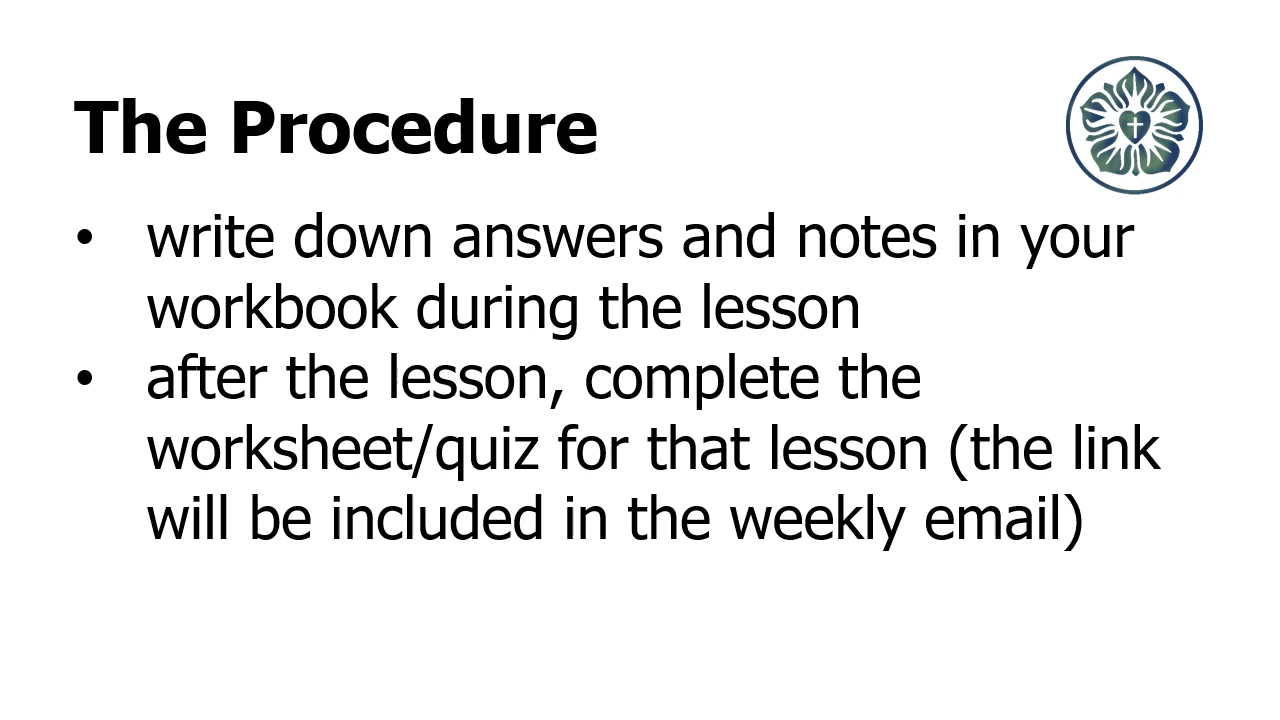 The Procedure
• write down answers and notes in your
workbook during the lesson
• after the lesson, complete the
worksheet/quiz for that lesson (the link
will be included in the weekly email)